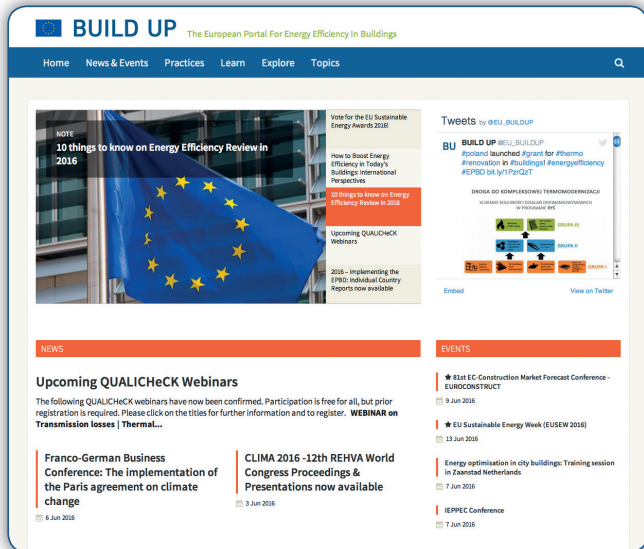 BUILD UP The European Portal For Energy Efficiency In Buildings
Home News & Events Practices Learn Explore Topics
NOTE
10 things to know on Energy Efficiency Review in
2016
Vote for the EU Sustainable
Energy Awards 2016!
How to Boost Energy
Efficiency in Today's
Buildings: International
Perspectives
10 things to know on Energy
Efficiency Review in 2016
Upcoming QUALICHeCK
Webinars
2016 – Implementing the
EPBD: Individual Country
Reports now available
Tweets by @EU_BUILDUP
BU BUILD UP @EU_BUILDUP
#poland launched #grant for #thermo
#renovation in #buildingsf #energyefficiency
#EPBD bit.ly/1PzrQzT
DROGA DO KOMPLEKSOWEJ TERMOMODERNIZACJI
W PROGRAMIE RYŚ
GRUPA III
GRUPA II
GRUPA I
Embed View on Twitter
NEWS
Upcoming QUALICHeCK Webinars
The following QUALICHeCK webinars have now been confirmed. Participation is free for all, but prior
registration is required. Please click on the titles for further information and to register. WEBINAR on
Transmission losses | Thermal...
Franco-German Business
Conference: The implementation of
the Paris agreement on climate
change
6 Jun 2016
CLIMA 2016 -12th REHVA World
Congress Proceedings &
Presentations now available
3 Jun 2016
EVENTS
★ 81st EC-Construction Market Forecast Conference -
EUROCONSTRUCT
9 Jun 2016
★ EU Sustainable Energy Week (EUSEW 2016)
13 Jun 2016
Energy optimisation in city buildings: Training session
in Zaanstad Netherlands
7 Jun 2016
IEPPEC Conference
7 Jun 2016